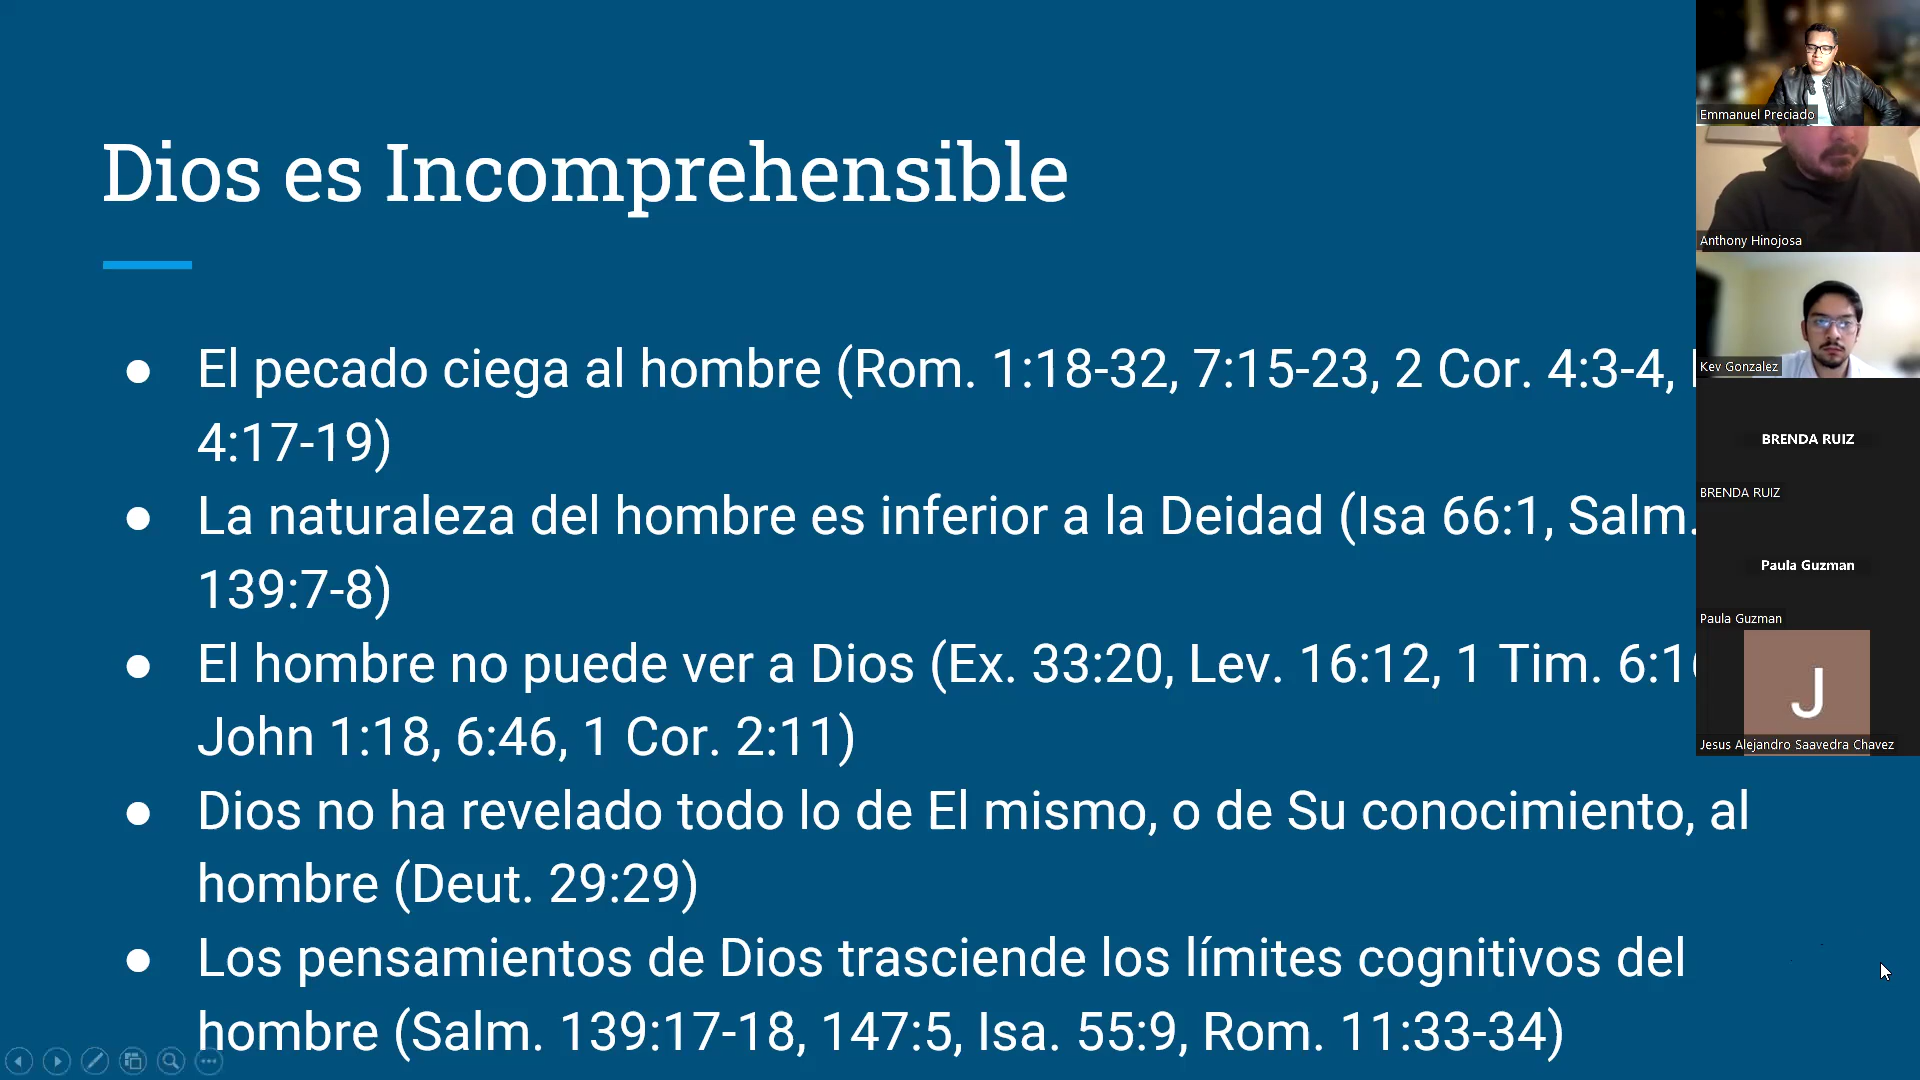 Dios es Incomprehensible
● El pecado ciega al hombre (Rom. 1:18-32, 7:15-23, 2 Cor. 4:3-4,
4:17-19)
● La naturaleza del hombre es inferior a la Deidad (Isa 66:1, Salm.
139:7-8)
● El hombre no puede ver a Dios (Ex. 33:20, Lev. 16:12, 1 Tim.
John 1:18, 6:46, 1 Cor. 2:11)
● Dios no ha revelado todo lo de El mismo, o de Su conocimiento, al
hombre (Deut. 29:29)
● Los pensamientos de Dios trasciende los límites cognitivos del
hombre (Salm. 139:17-18, 147:5, Isa. 55:9, Rom. 11:33-34)
Emmanuel Preciado
Anthony Hinojosa
Kev Gonzalez
BRENDA RUIZ
BRENDA RUIZ
Paula Guzman
Paula Guzman
J
Jesus Alejandro Saavedra Chavez